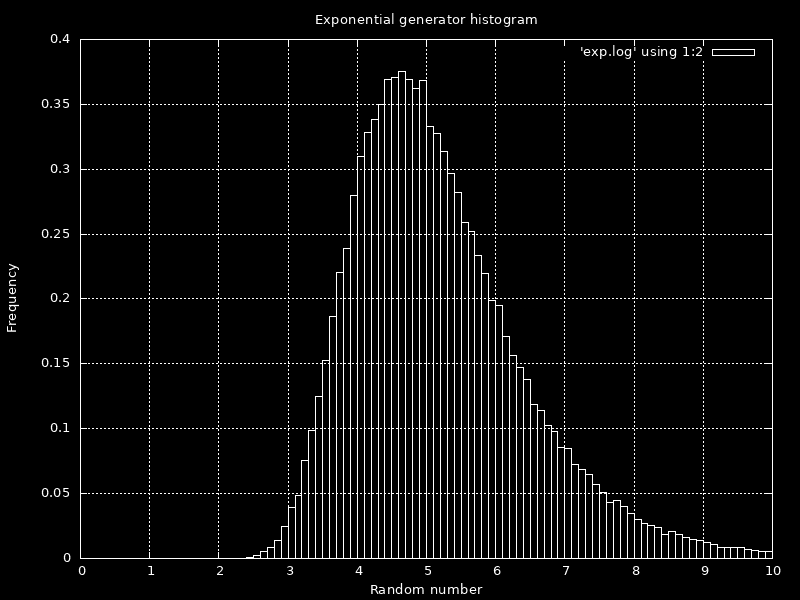 Exponential generator histogram
'exp.log' using 1:2
0.4
0.35
0.3
0.25
0.2
0.15
0.1
0.05
0
Frequency
0 1 2 3 4 5 6 7 8 9 10
Random number